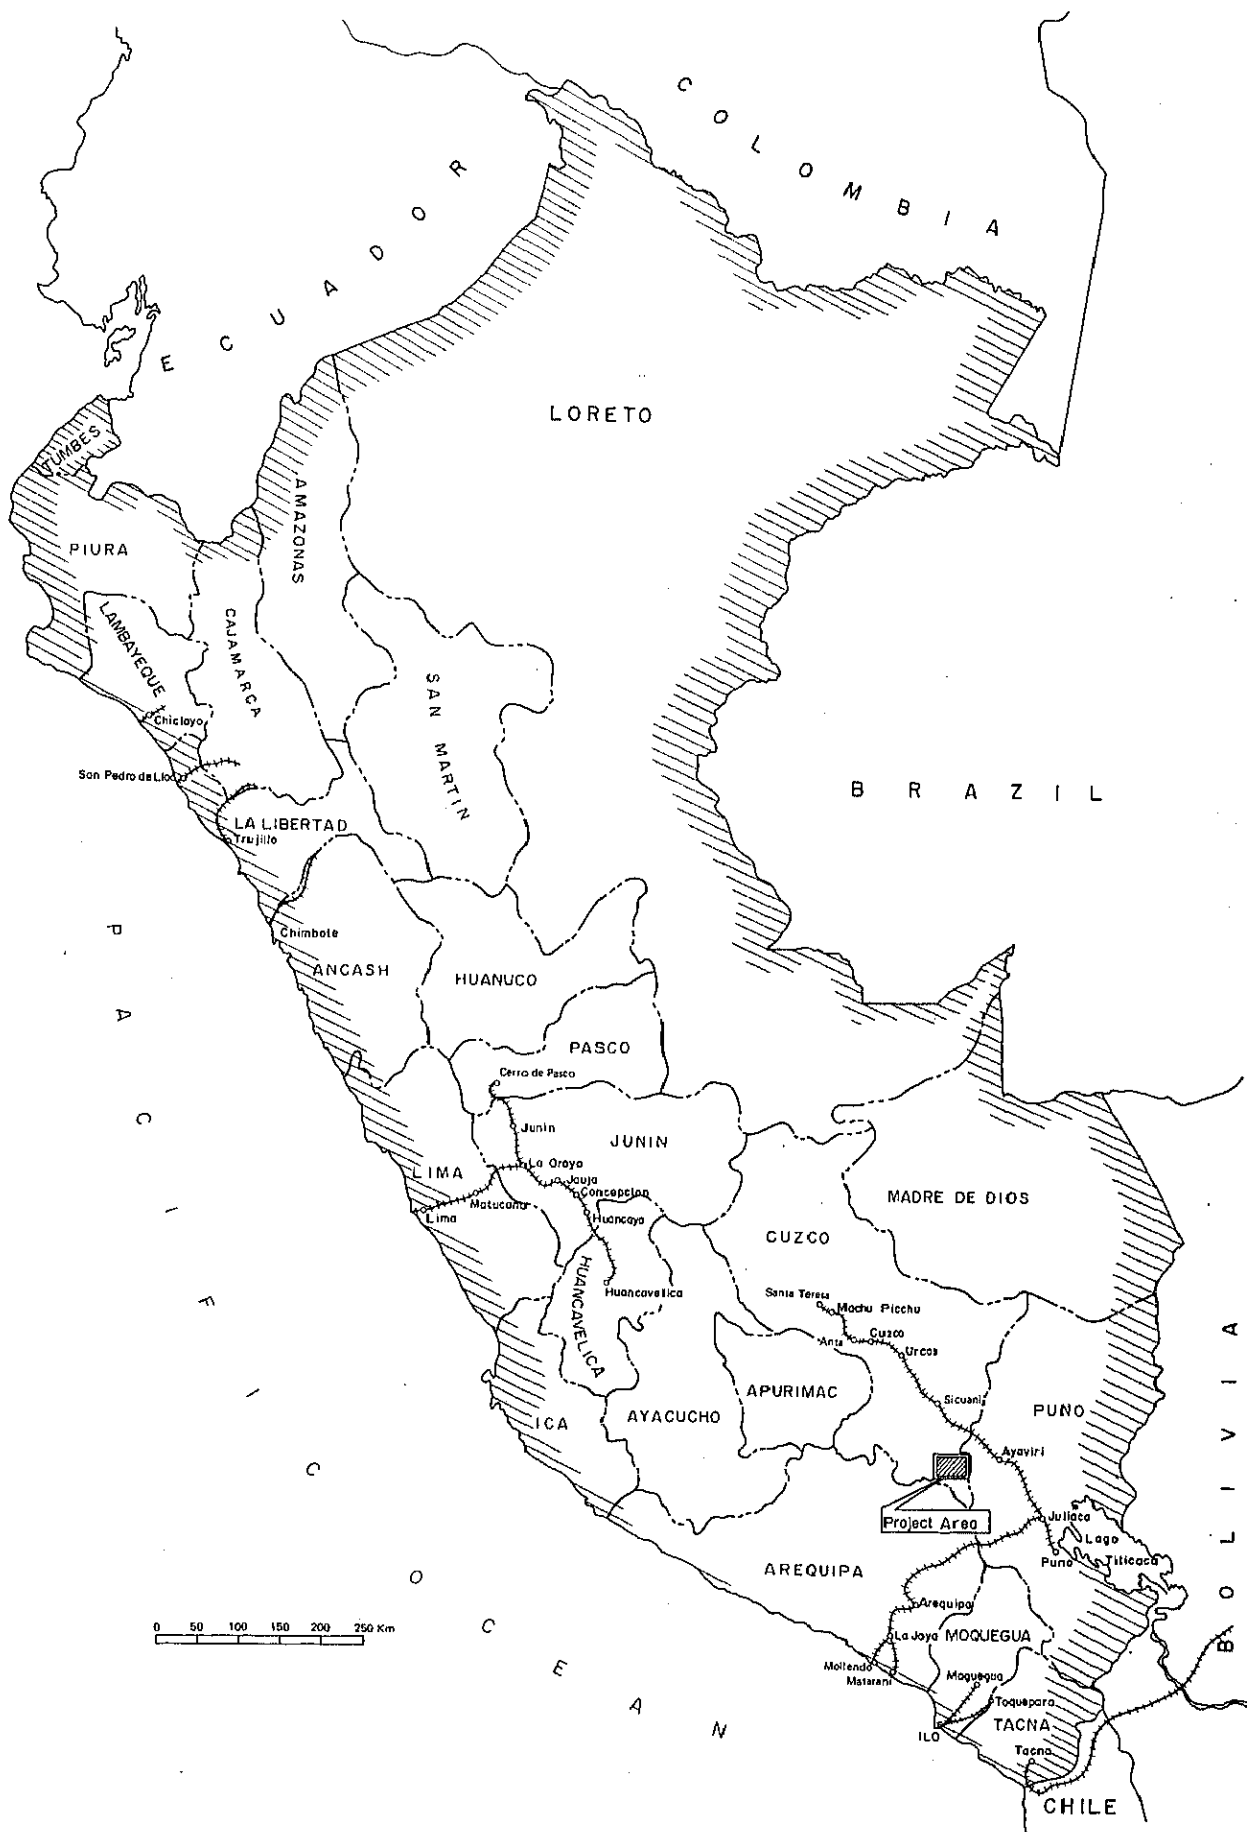 COLOMBIA
ECUADOR
LORETO
TUMBES
AMAZONAS
PIURA
LAMBAYEQUE
CAJAMARCA
SAN MARTIN
Chiclayo
San Pedro de Lloc
BRAZIL
LA LIBERTAD
Trujillo
Chimbote
ANCASH
HUANUCO
PASCO
Cerro de Pasco
Junin
JUNIN
La Oroya
LIMA
Jauja
Concepcion
Matucana
Lima
Huancayo
MADRE DE DIOS
CUZCO
HUANCAVELICA
Huancavelica
Santa Teresa
Machu Picchu
Anta
Cuzco
Urcos
APURIMAC
Sicuani
ICA
AYACUCHO
PUNO
Ayaviri
Project Area
Juliaca
Lago
Titicaca
Puno
AREQUIPA
BOLIVIA
PACIFIC OCEAN
0 50 100 150 200 250 Km
Arequipa
La Joya
MOQUEGUA
Mollendo
Matarani
Moquegua
Toquepara
TACNA
ILO
Tacna
CHILE